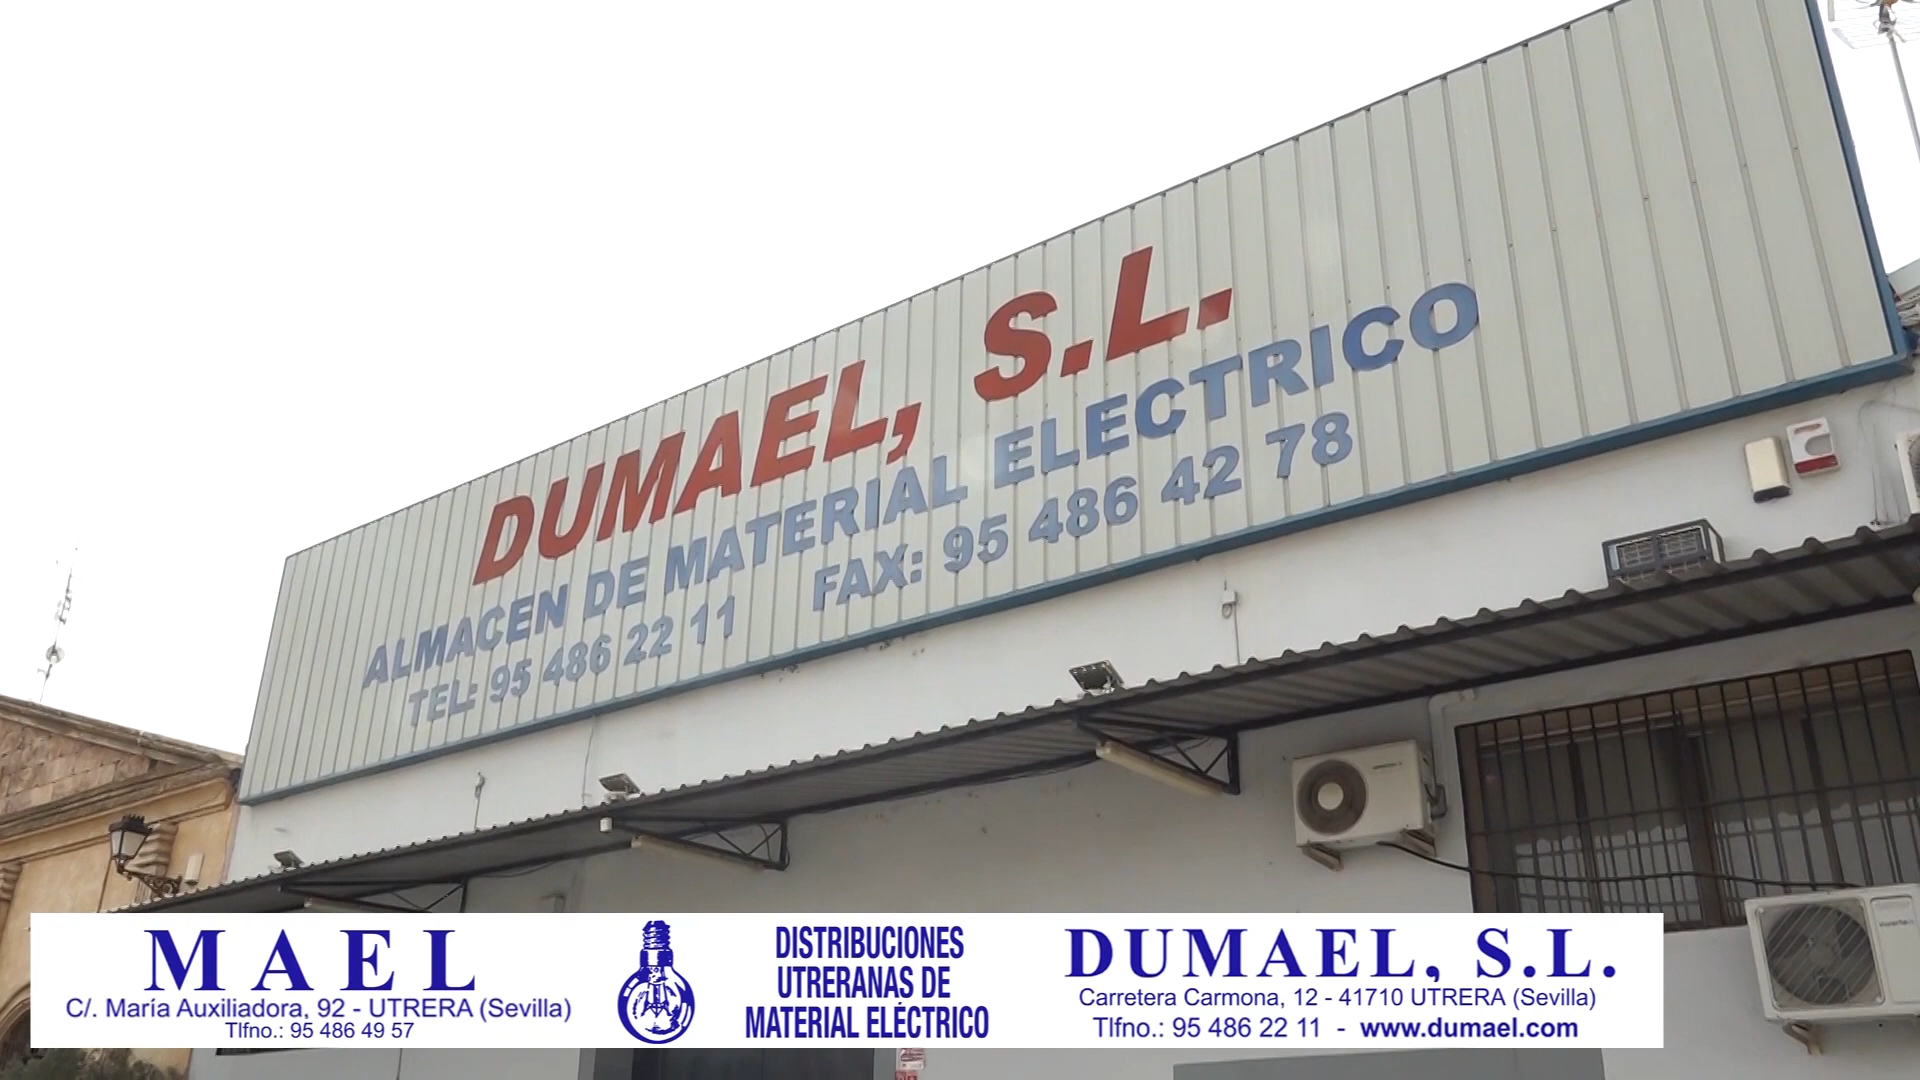 DUMAEL, S.L.
ALMACEN DE MATERIAL ELECTRICO
TEL: 95 486 22 11 FAX: 95 486 42 78
MAEL
C/. María Auxiliadora, 92 - UTRERA (Sevilla)
Tlfno.: 95 486 49 57
DISTRIBUCIONES
UTRERANAS DE
MATERIAL ELÉCTRICO
DUMAEL, S.L.
Carretera Carmona, 12 - 41710 UTRERA (Sevilla)
Tlfno.: 95 486 22 11 - www.dumael.com